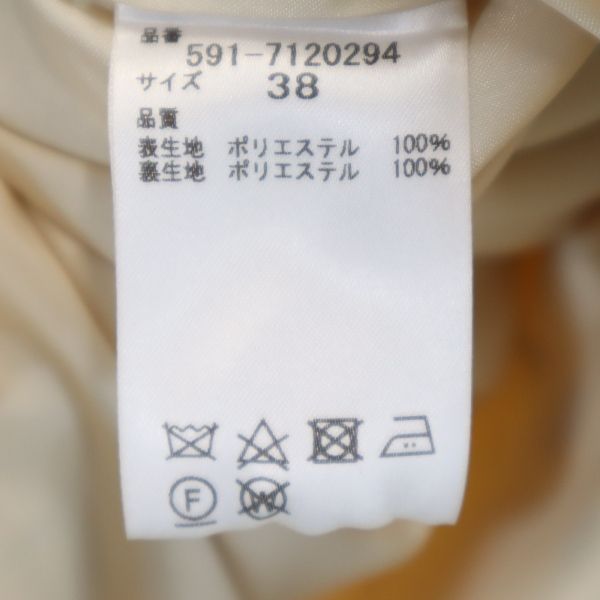 品番
591-7120294
サイズ 38
品質
表生地 ポリエステル 100%
裏生地 ポリエステル 100%
F W